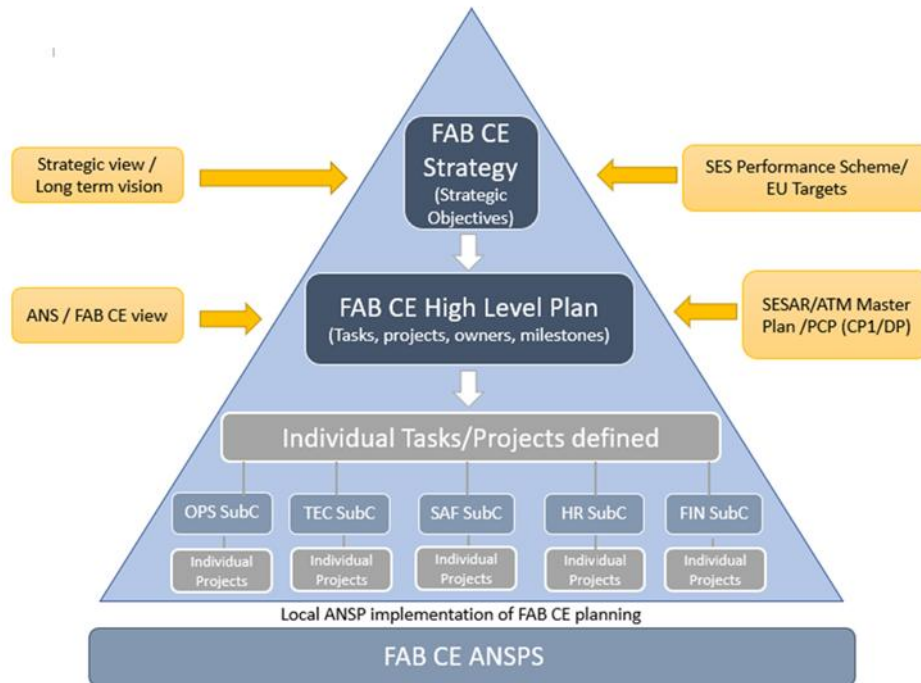 FAB CE
Strategy
(Strategic
Objectives)
Strategic view /
Long term vision
SES Performance Scheme/
EU Targets
FAB CE High Level Plan
(Tasks, projects, owners, milestones)
ANS / FAB CE view
SESAR/ATM Master
Plan /PCP (CP1/DP)
Individual Tasks/Projects defined
OPS SubC
TEC SubC
SAF SubC
HR SubC
FIN SubC
Individual
Projects
Individual
Projects
Individual
Projects
Individual
Projects
Individual
Projects
Local ANSP implementation of FAB CE planning
FAB CE ANSPS